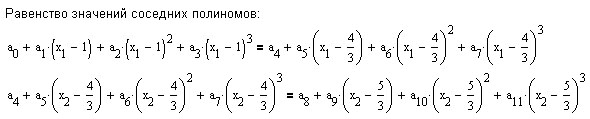 Равенство значений соседних полиномов:
a₀ + a₁·(x₁ − 1) + a₂·(x₁ − 1)² + a₃·(x₁ − 1)³ = a₄ + a₅·(x₁ − 4/3) + a₆·(x₁ − 4/3)² + a₇·(x₁ − 4/3)³
a₄ + a₅·(x₂ − 4/3) + a₆·(x₂ − 4/3)² + a₇·(x₂ − 4/3)³ = a₈ + a₉·(x₂ − 5/3) + a₁₀·(x₂ − 5/3)² + a₁₁·(x₂ − 5/3)³